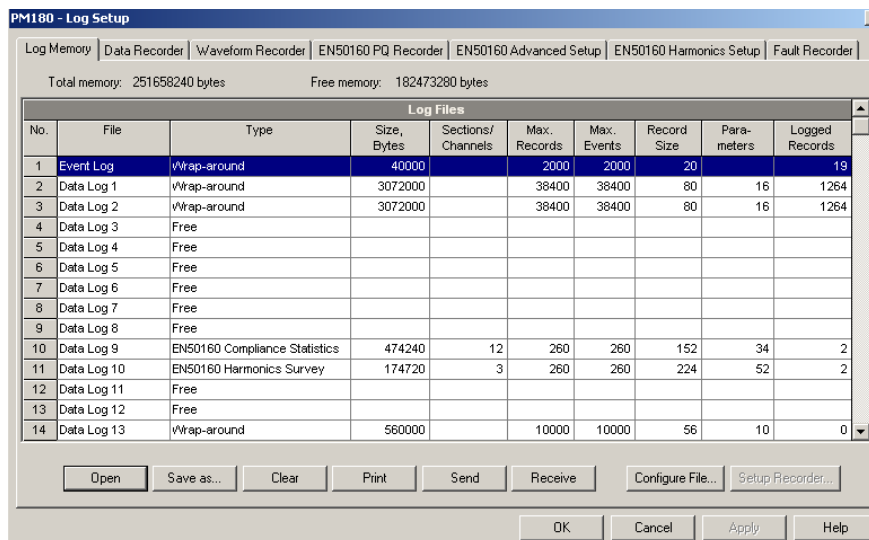 PM180 - Log Setup
Log Memory Data Recorder Waveform Recorder EN50160 PQ Recorder EN50160 Advanced Setup EN50160 Harmonics Setup Fault Recorder
Total memory: 251658240 bytes Free memory: 182473280 bytes
Log Files
No. File Type Size, Bytes Sections/ Channels Max. Records Max. Events Record Size Para- meters Logged Records
1 Event Log Wrap-around 40000 2000 2000 20 19
2 Data Log 1 Wrap-around 3072000 38400 38400 80 16 1264
3 Data Log 2 Wrap-around 3072000 38400 38400 80 16 1264
4 Data Log 3 Free
5 Data Log 4 Free
6 Data Log 5 Free
7 Data Log 6 Free
8 Data Log 7 Free
9 Data Log 8 Free
10 Data Log 9 EN50160 Compliance Statistics 474240 12 260 260 152 34 2
11 Data Log 10 EN50160 Harmonics Survey 174720 3 260 260 224 52 2
12 Data Log 11 Free
13 Data Log 12 Free
14 Data Log 13 Wrap-around 560000 10000 10000 56 10 0
Open Save as... Clear Print Send Receive Configure File... Setup Recorder...
OK Cancel Apply Help